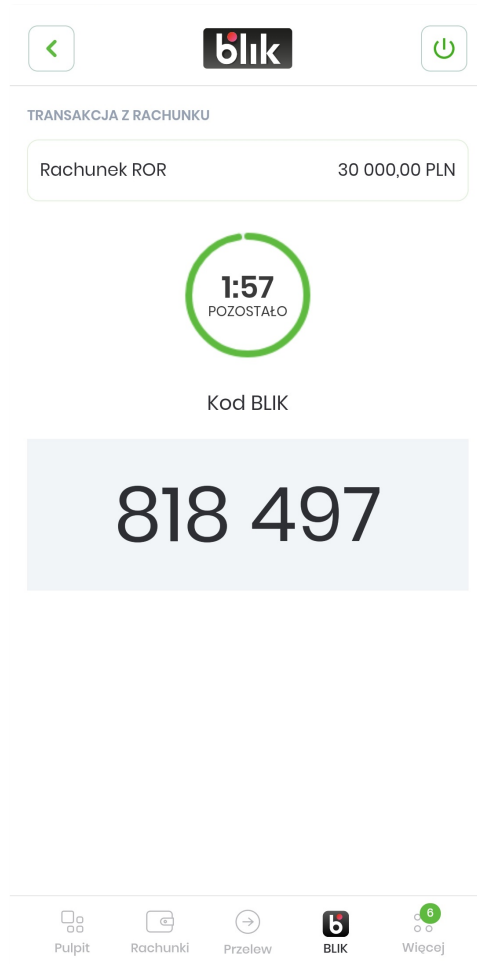 blik
TRANSAKCJA Z RACHUNKU
Rachunek ROR 30 000,00 PLN
1:57
POZOSTAŁO
Kod BLIK
818 497
6
Pulpit Rachunki Przelew BLIK Więcej